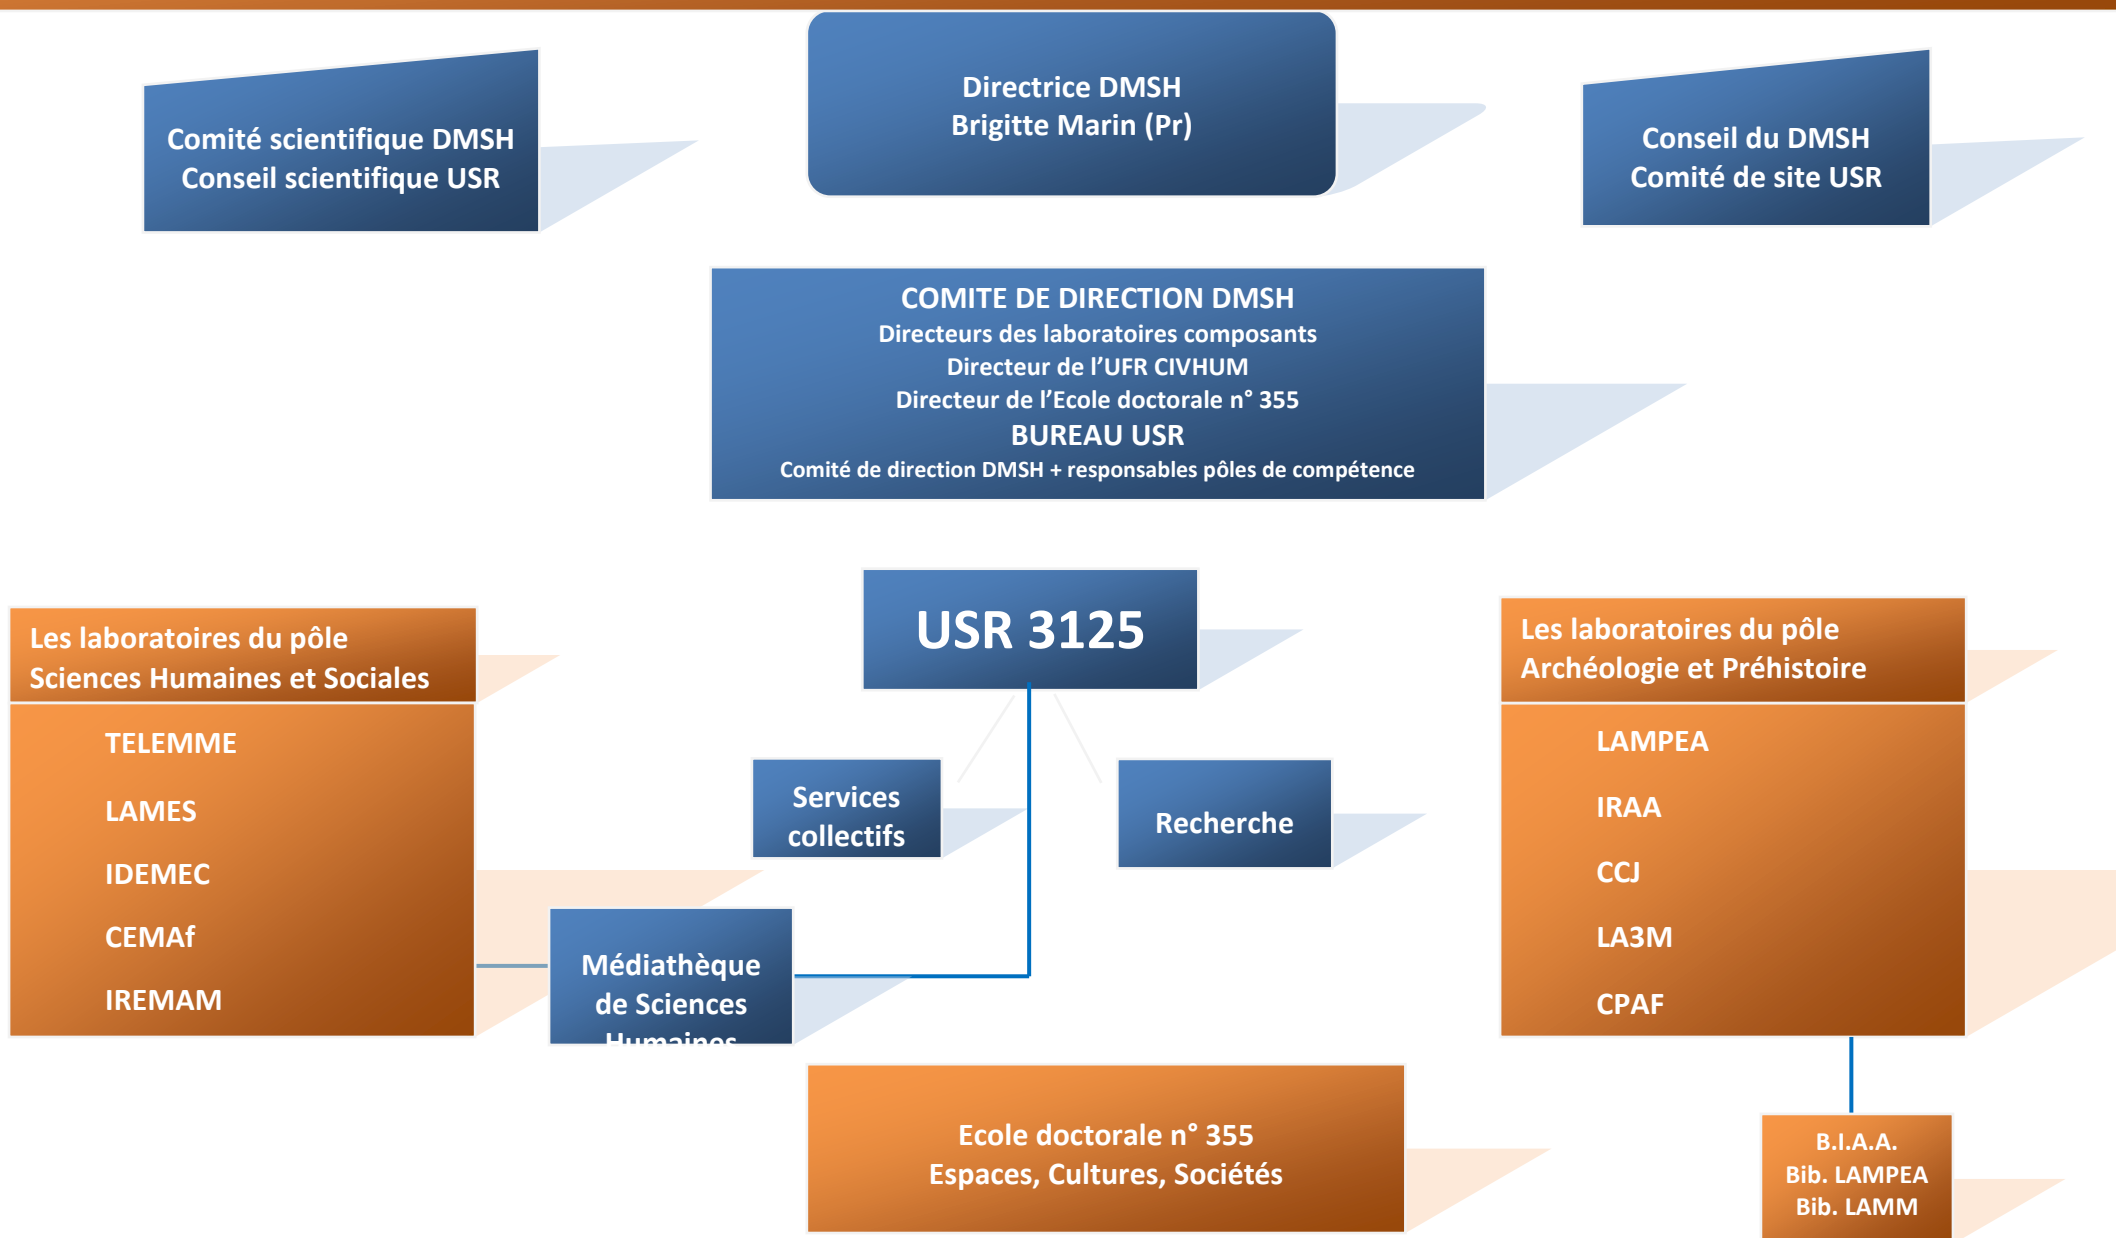 Directrice DMSH
Brigitte Marin (Pr)
Comité scientifique DMSH
Conseil scientifique USR
Conseil du DMSH
Comité de site USR
COMITE DE DIRECTION DMSH
Directeurs des laboratoires composants
Directeur de l’UFR CIVHUM
Directeur de l’Ecole doctorale n° 355
BUREAU USR
Comité de direction DMSH + responsables pôles de compétence
USR 3125
Les laboratoires du pôle
Sciences Humaines et Sociales
TELEMME
LAMES
IDEMEC
CEMAf
IREMAM
Services
collectifs
Recherche
Médiathèque
de Sciences
Humaines
Les laboratoires du pôle
Archéologie et Préhistoire
LAMPEA
IRAA
CCJ
LA3M
CPAF
Ecole doctorale n° 355
Espaces, Cultures, Sociétés
B.I.A.A.
Bib. LAMPEA
Bib. LAMM